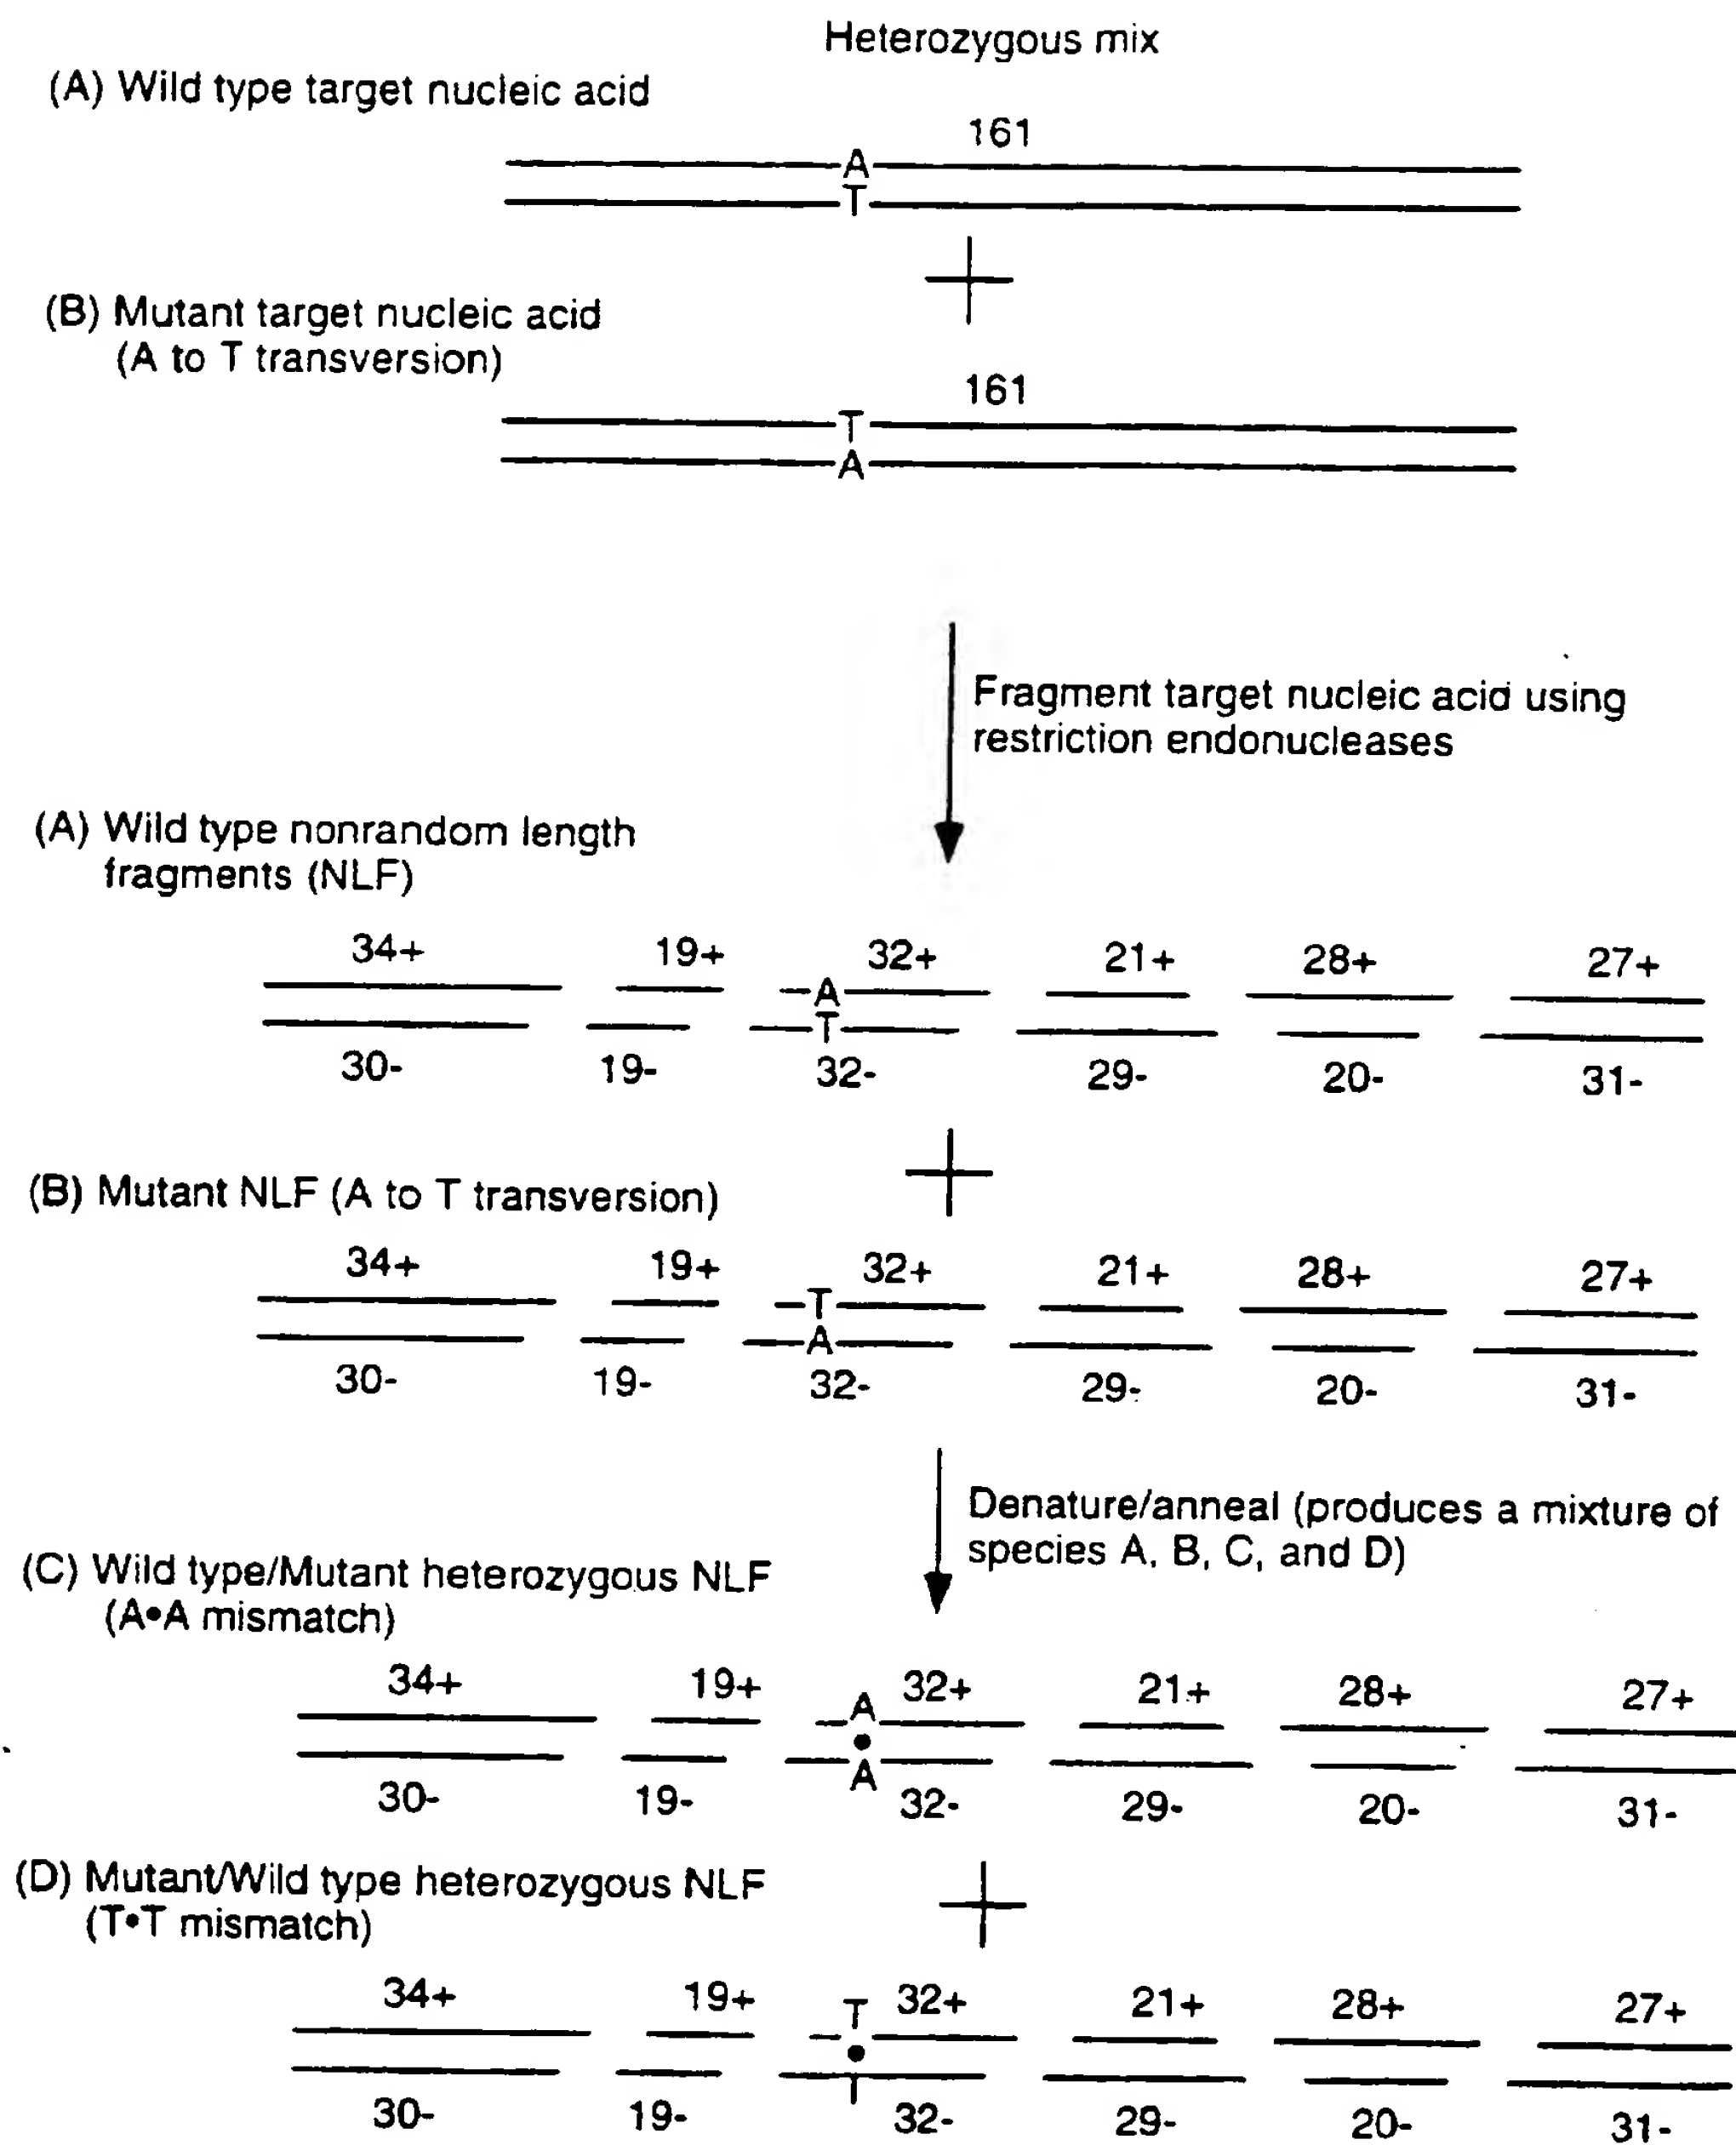 Heterozygous mix
(A) Wild type target nucleic acid
161
A
T
(B) Mutant target nucleic acid
(A to T transversion)
161
T
A
Fragment target nucleic acid using
restriction endonucleases
(A) Wild type nonrandom length
fragments (NLF)
34+ 19+ 32+ 21+ 28+ 27+
A
T
30- 19- 32- 29- 20- 31-
(B) Mutant NLF (A to T transversion)
34+ 19+ 32+ 21+ 28+ 27+
T
A
30- 19- 32- 29- 20- 31-
Denature/anneal (produces a mixture of
species A, B, C, and D)
(C) Wild type/Mutant heterozygous NLF
(A•A mismatch)
34+ 19+ A 32+ 21+ 28+ 27+
A
30- 19- 32- 29- 20- 31-
(D) Mutant/Wild type heterozygous NLF
(T•T mismatch)
34+ 19+ T 32+ 21+ 28+ 27+
T
30- 19- 32- 29- 20- 31-